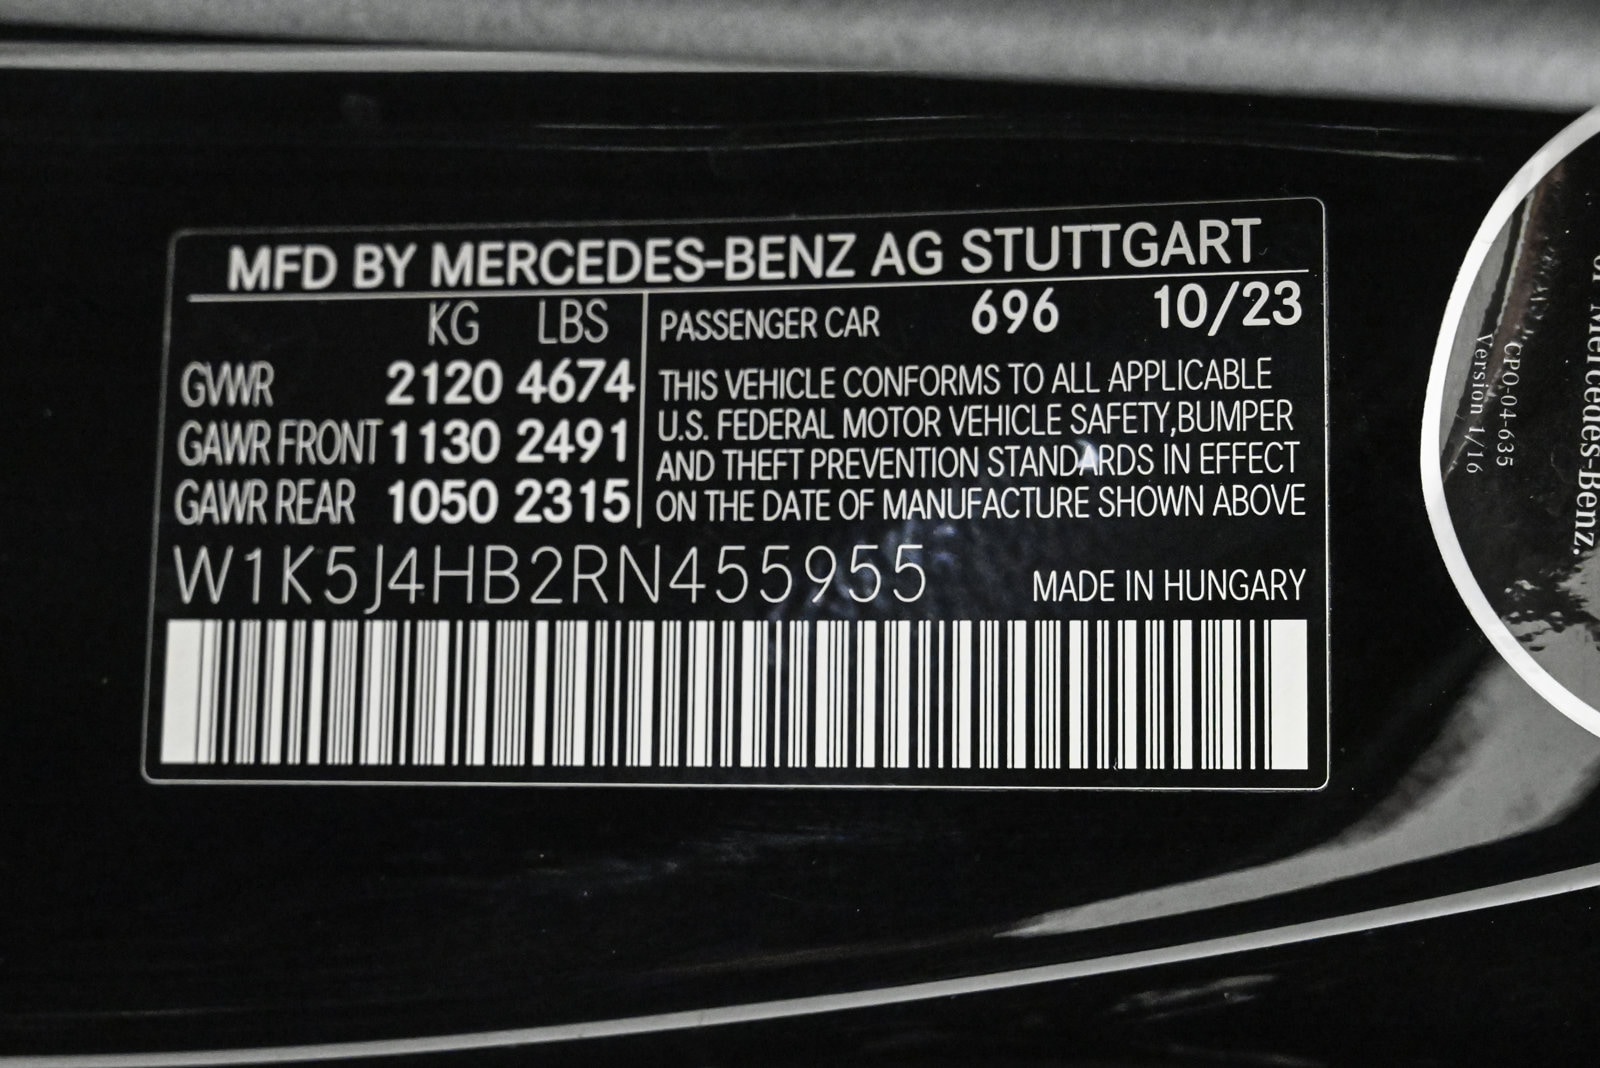 MFD BY MERCEDES-BENZ AG STUTTGART
KG LBS
GVWR 2120 4674
GAWR FRONT 1130 2491
GAWR REAR 1050 2315
PASSENGER CAR 696 10/23
THIS VEHICLE CONFORMS TO ALL APPLICABLE
U.S. FEDERAL MOTOR VEHICLE SAFETY,BUMPER
AND THEFT PREVENTION STANDARDS IN EFFECT
ON THE DATE OF MANUFACTURE SHOWN ABOVE
W1K5J4HB2RN455955
MADE IN HUNGARY
of Mercedes-Benz.
CPO-04-635
Version 1/16